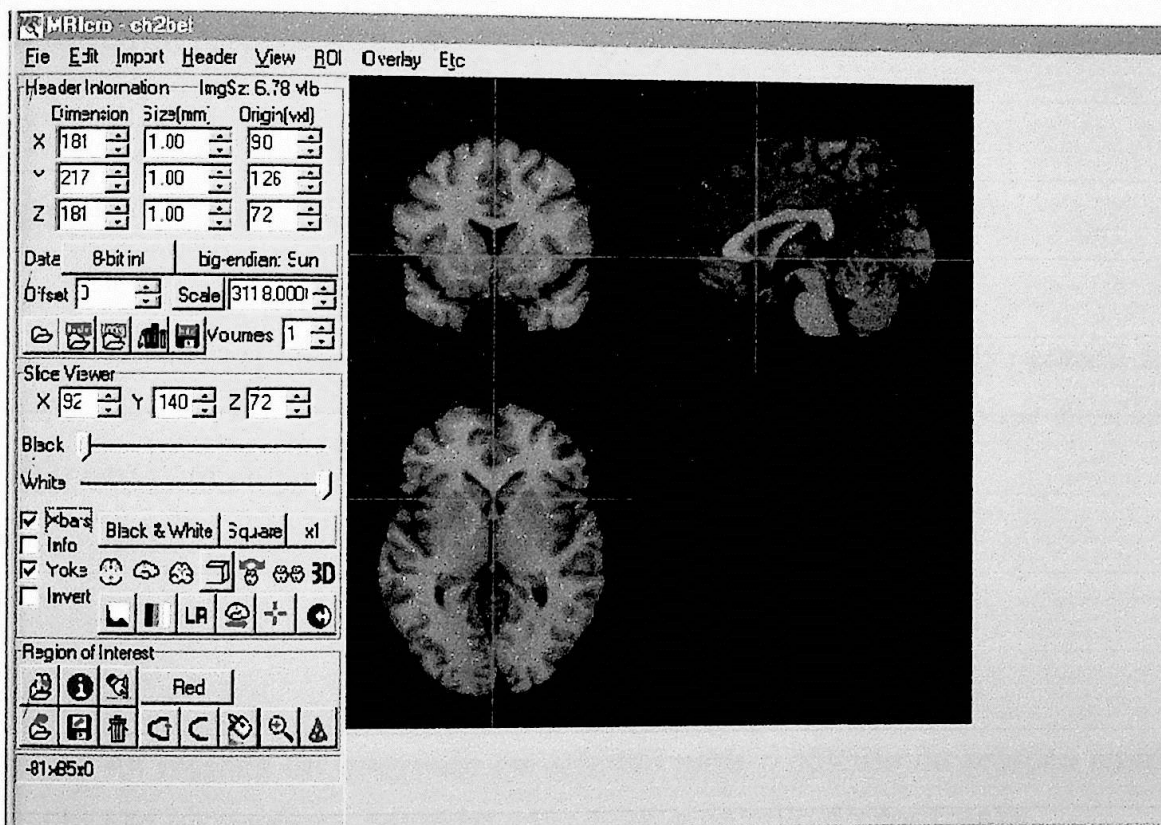 MRIcro - ch2bet
File Edit Import Header View ROI Overlay Etc
Header Information ImgSz: 6.78 Mb
Dimension Size(mm) Origin(vxl)
X 181 1.00 90
Y 217 1.00 126
Z 181 1.00 72
Data 8-bit int big-endian: Sun
Offset 0 Scale 3118.000
Volumes 1
Slice Viewer
X 92 Y 140 Z 72
Black
White
Xbars Black & White Square x1
Info
Yoke 3D
Invert
LR
Region of Interest
Red
-81x85x0